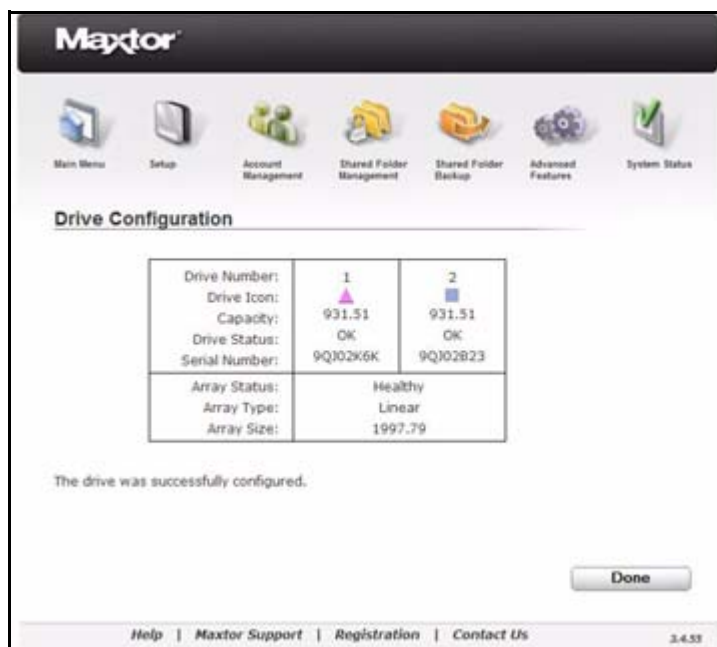 Maxtor
Main Menu
Setup
Account Management
Shared Folder Management
Shared Folder Backup
Advanced Features
System Status
Drive Configuration
Drive Number: 1 2
Drive Icon:
Capacity: 931.51 931.51
Drive Status: OK OK
Serial Number: 9QJ02K6K 9QJ02B23
Array Status: Healthy
Array Type: Linear
Array Size: 1997.79
The drive was successfully configured.
Done
Help | Maxtor Support | Registration | Contact Us
3.4.53